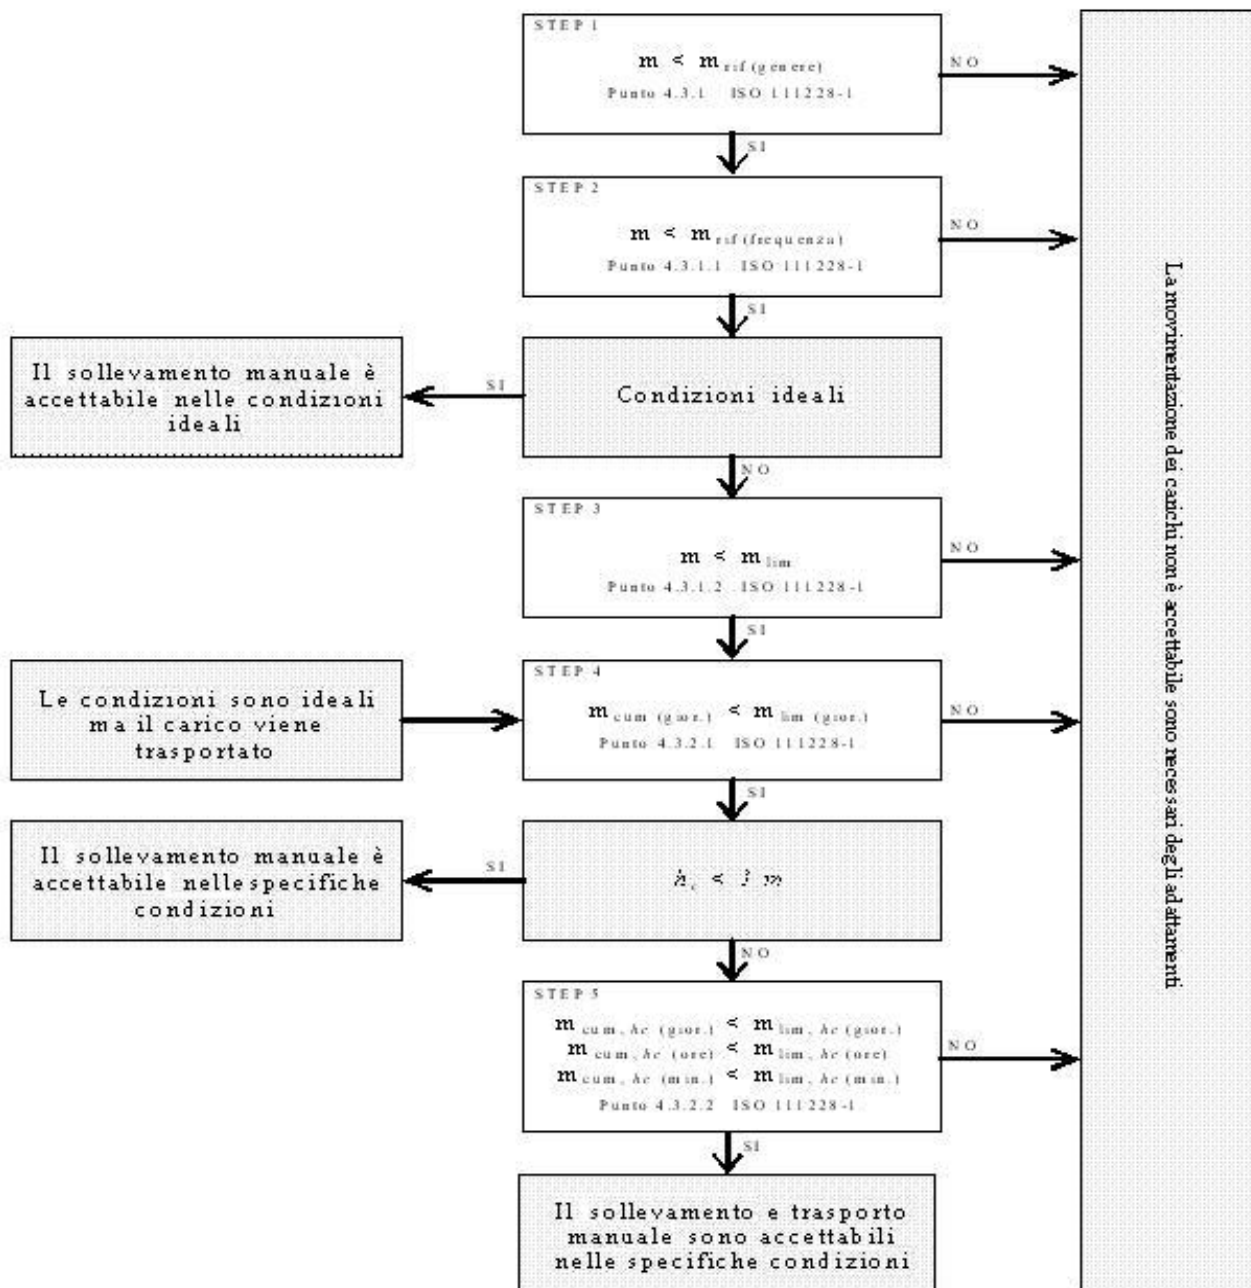 STEP 1
m < m rif (genere)
Punto 4.3.1 ISO 111228-1
NO
SI
STEP 2
m < m rif (frequenza)
Punto 4.3.1.1 ISO 111228-1
NO
SI
Il sollevamento manuale è
accettabile nelle condizioni
ideali
SI
Condizioni ideali
NO
STEP 3
m < m lim
Punto 4.3.1.2 ISO 111228-1
NO
SI
Le condizioni sono ideali
ma il carico viene
trasportato
STEP 4
m cum (gior.) < m lim (gior.)
Punto 4.3.2.1 ISO 111228-1
NO
SI
Il sollevamento manuale è
accettabile nelle specifiche
condizioni
SI
h c < 1 m
NO
STEP 5
m cum, hc (gior.) < m lim, hc (gior.)
m cum, hc (ore) < m lim, hc (ore)
m cum, hc (min.) < m lim, hc (min.)
Punto 4.3.2.2 ISO 111228-1
NO
SI
Il sollevamento e trasporto
manuale sono accettabili
nelle specifiche condizioni
La movimentazione dei carichi non è accettabile sono necessari degli adattamenti